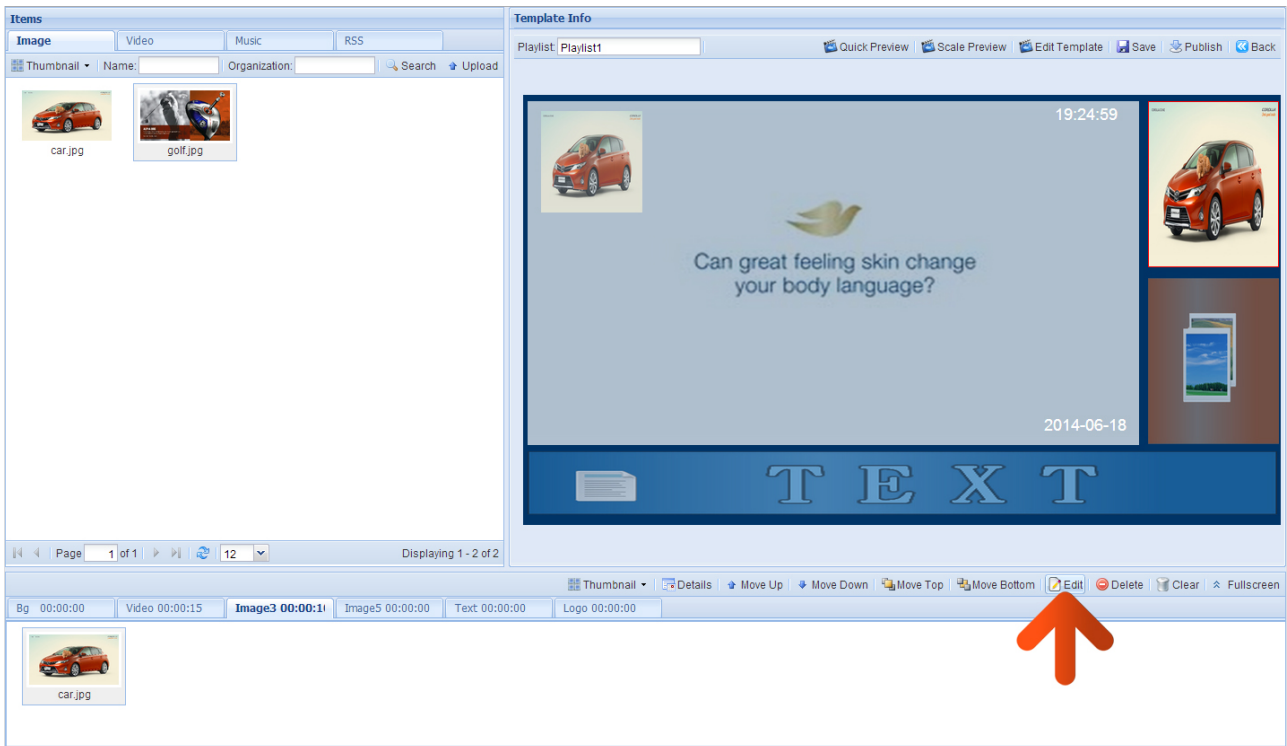 Items
Image Video Music RSS
Thumbnail Name: Organization: Search Upload
car.jpg golf.jpg
Page 1 of 1 12 Displaying 1 - 2 of 2
Template Info
Playlist: Playlist1 Quick Preview Scale Preview Edit Template Save Publish Back
19:24:59
Can great feeling skin change
your body language?
2014-06-18
TEXT
Thumbnail Details Move Up Move Down Move Top Move Bottom Edit Delete Clear Fullscreen
Bg 00:00:00 Video 00:00:15 Image3 00:00:1 Image5 00:00:00 Text 00:00:00 Logo 00:00:00
car.jpg